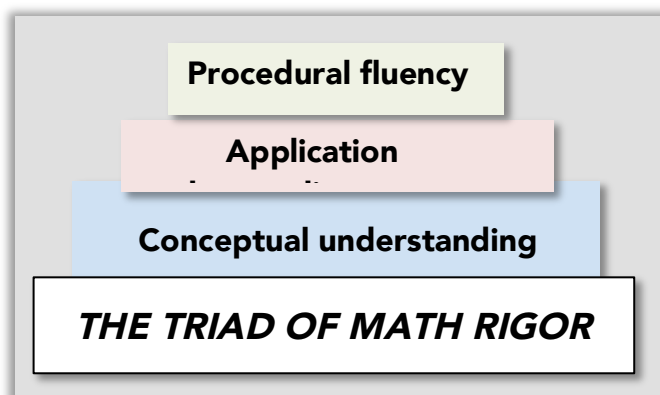 Procedural fluency
Application
Conceptual understanding
THE TRIAD OF MATH RIGOR